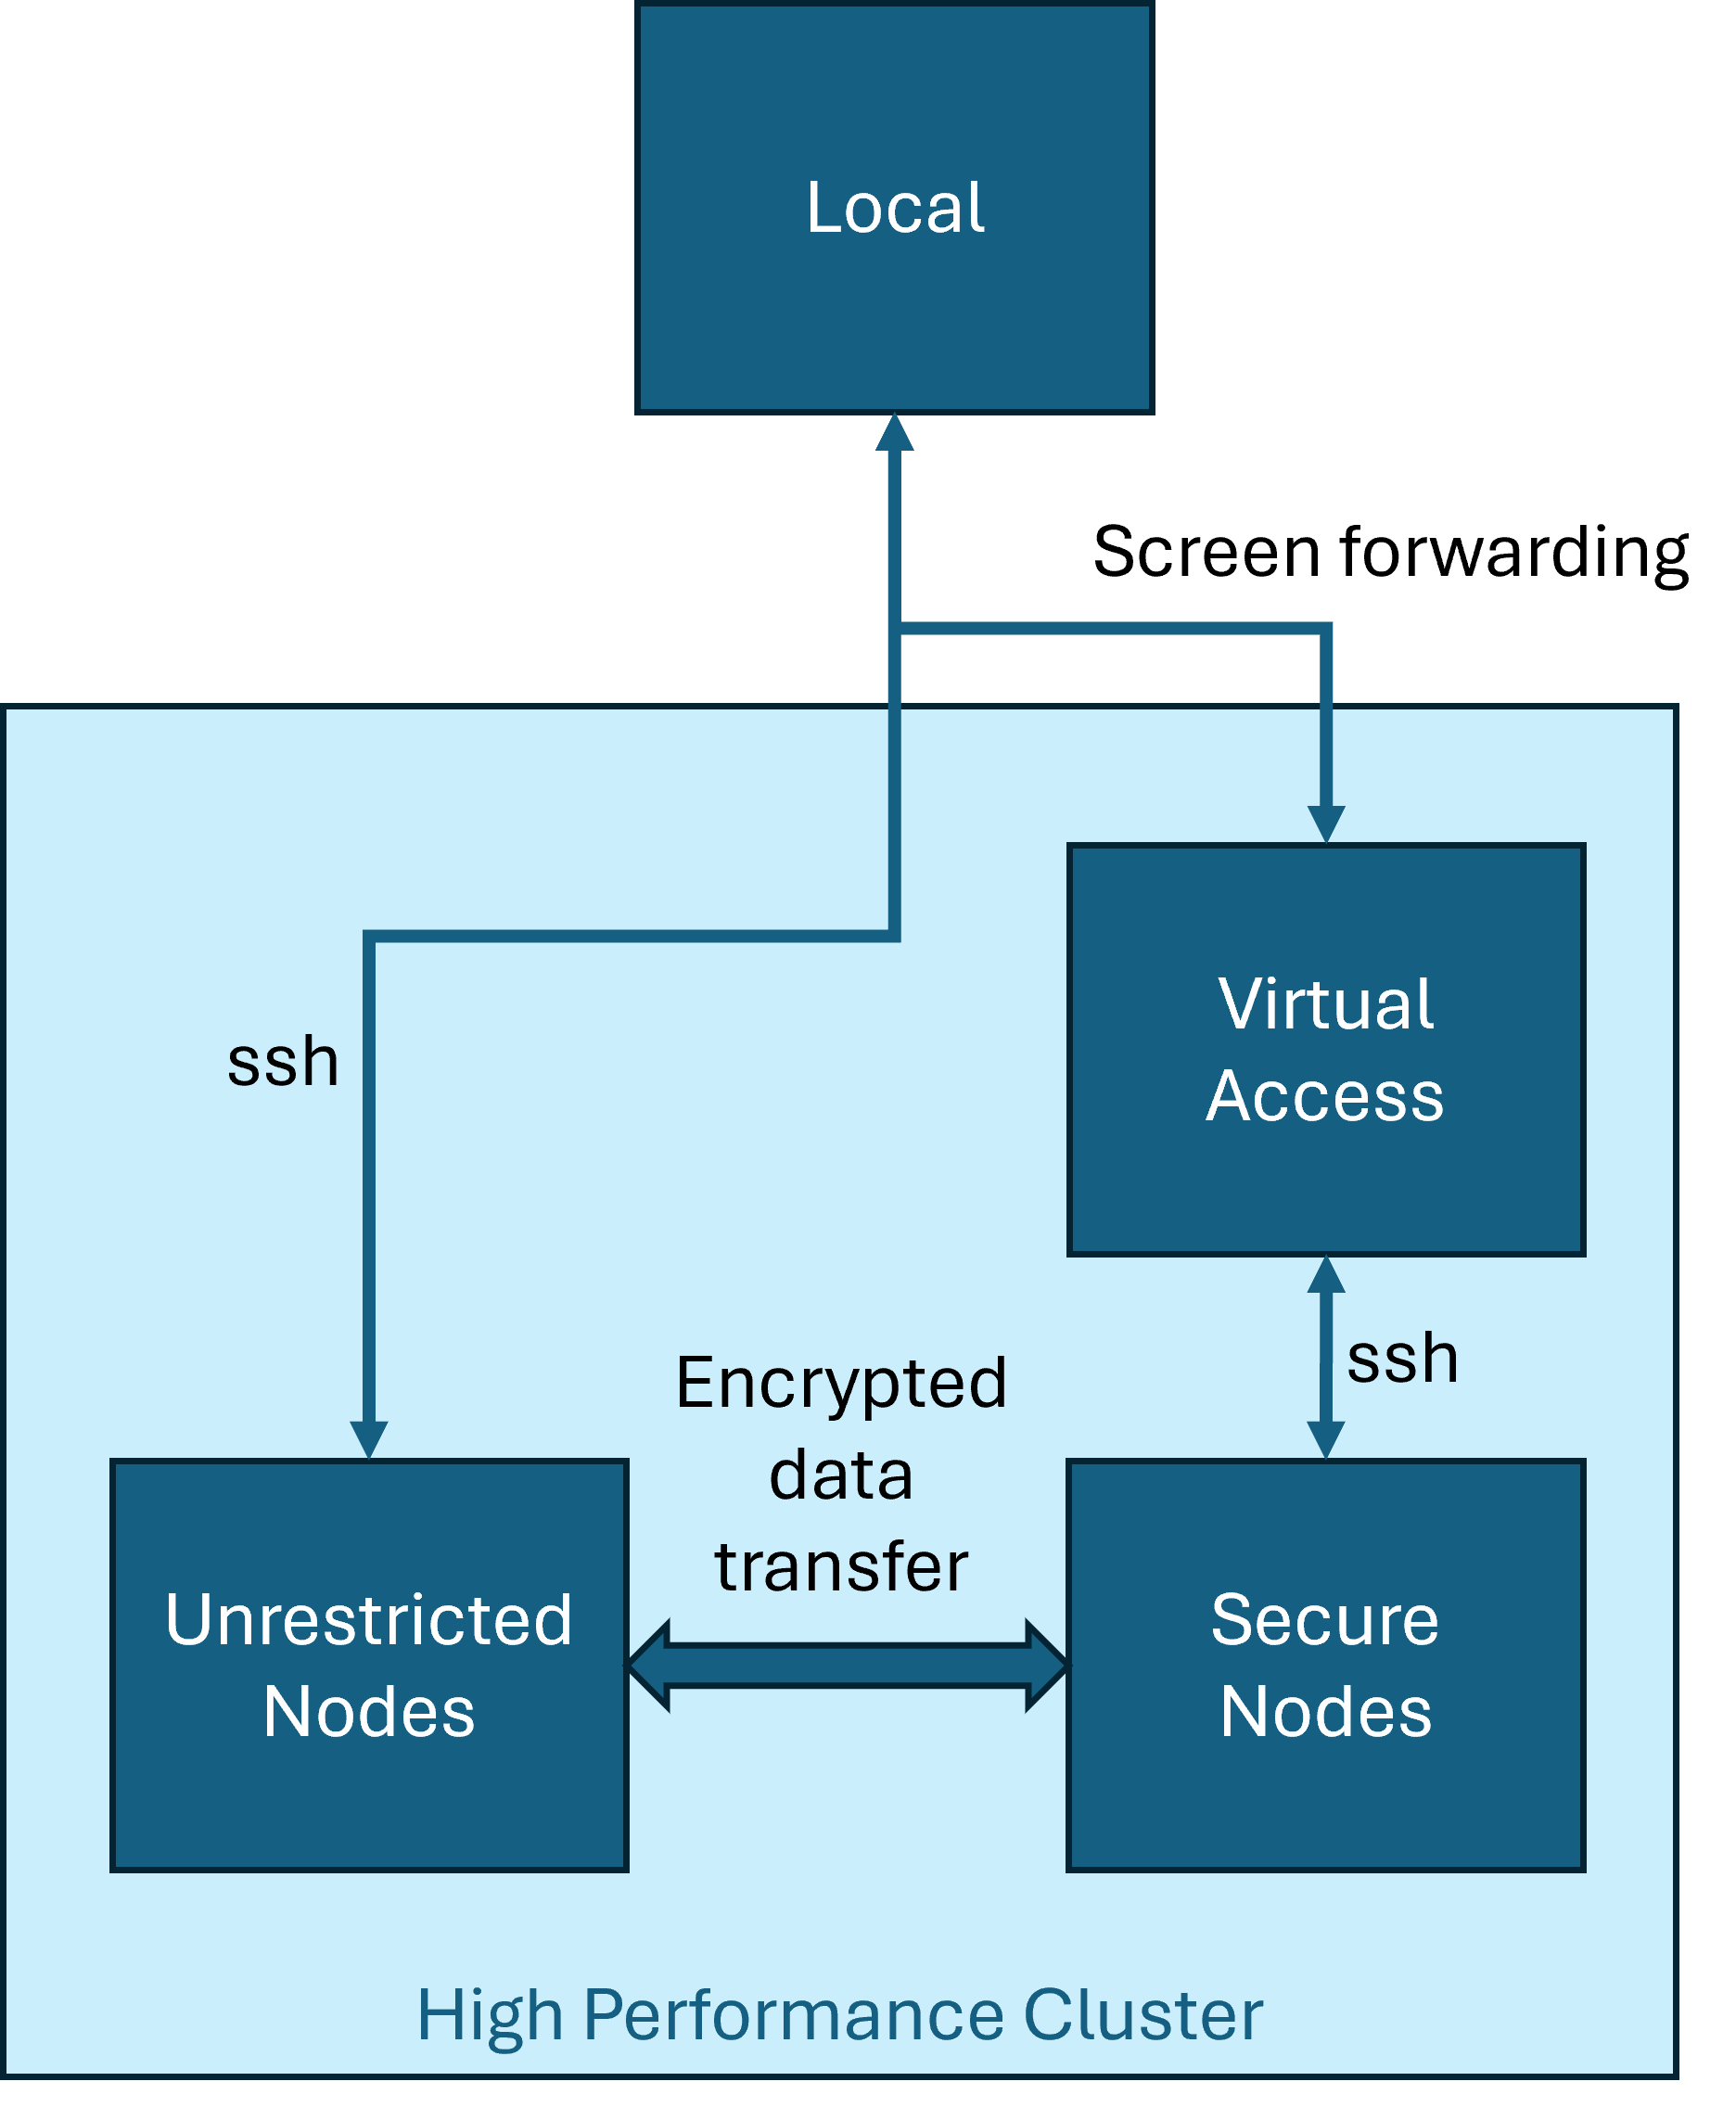 Local
Screen forwarding
Virtual
Access
ssh
ssh
Encrypted
data
transfer
Unrestricted
Nodes
Secure
Nodes
High Performance Cluster